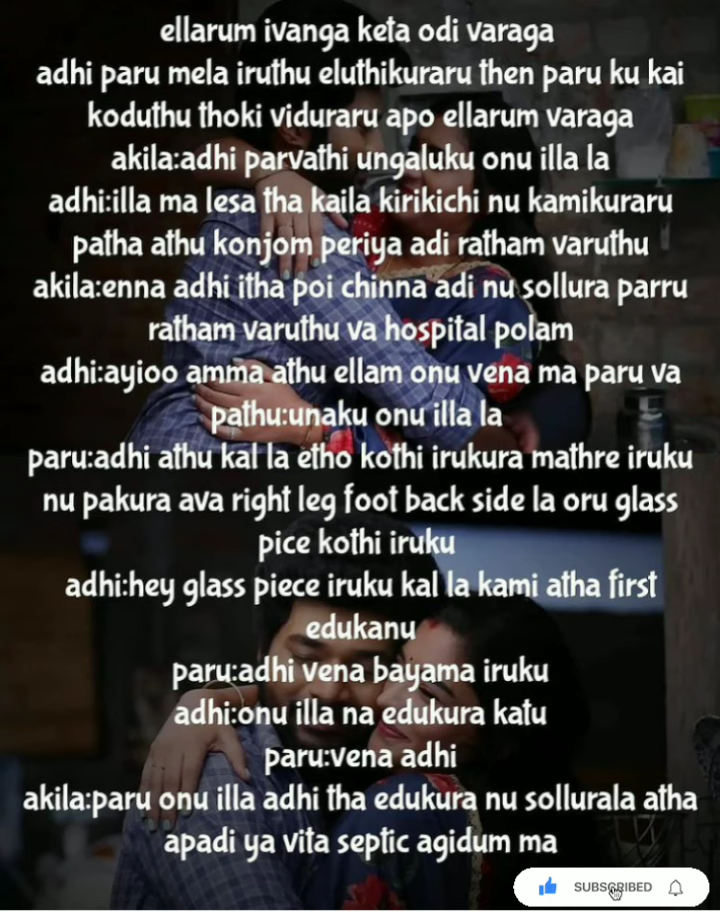 ellarum ivanga keta odi varaga
adhi paru mela iruthu eluthikuraru then paru ku kai
koduthu thoki viduraru apo ellarum varaga
akila:adhi parvathi ungaluku onu illa la
adhi:illa ma lesa tha kaila kirikichi nu kamikuraru
patha athu konjom periya adi ratham varuthu
akila:enna adhi itha poi chinna adi nu sollura parru
ratham varuthu va hospital polam
adhi:ayioo amma athu ellam onu vena ma paru va
pathu:unaku onu illa la
paru:adhi athu kal la etho kothi irukura mathre iruku
nu pakura ava right leg foot back side la oru glass
pice kothi iruku
adhi:hey glass piece iruku kal la kami atha first
edukanu
paru:adhi vena bayama iruku
adhi:onu illa na edukura katu
paru:vena adhi
akila:paru onu illa adhi tha edukura nu sollurala atha
apadi ya vita septic agidum ma
SUBSCRIBED